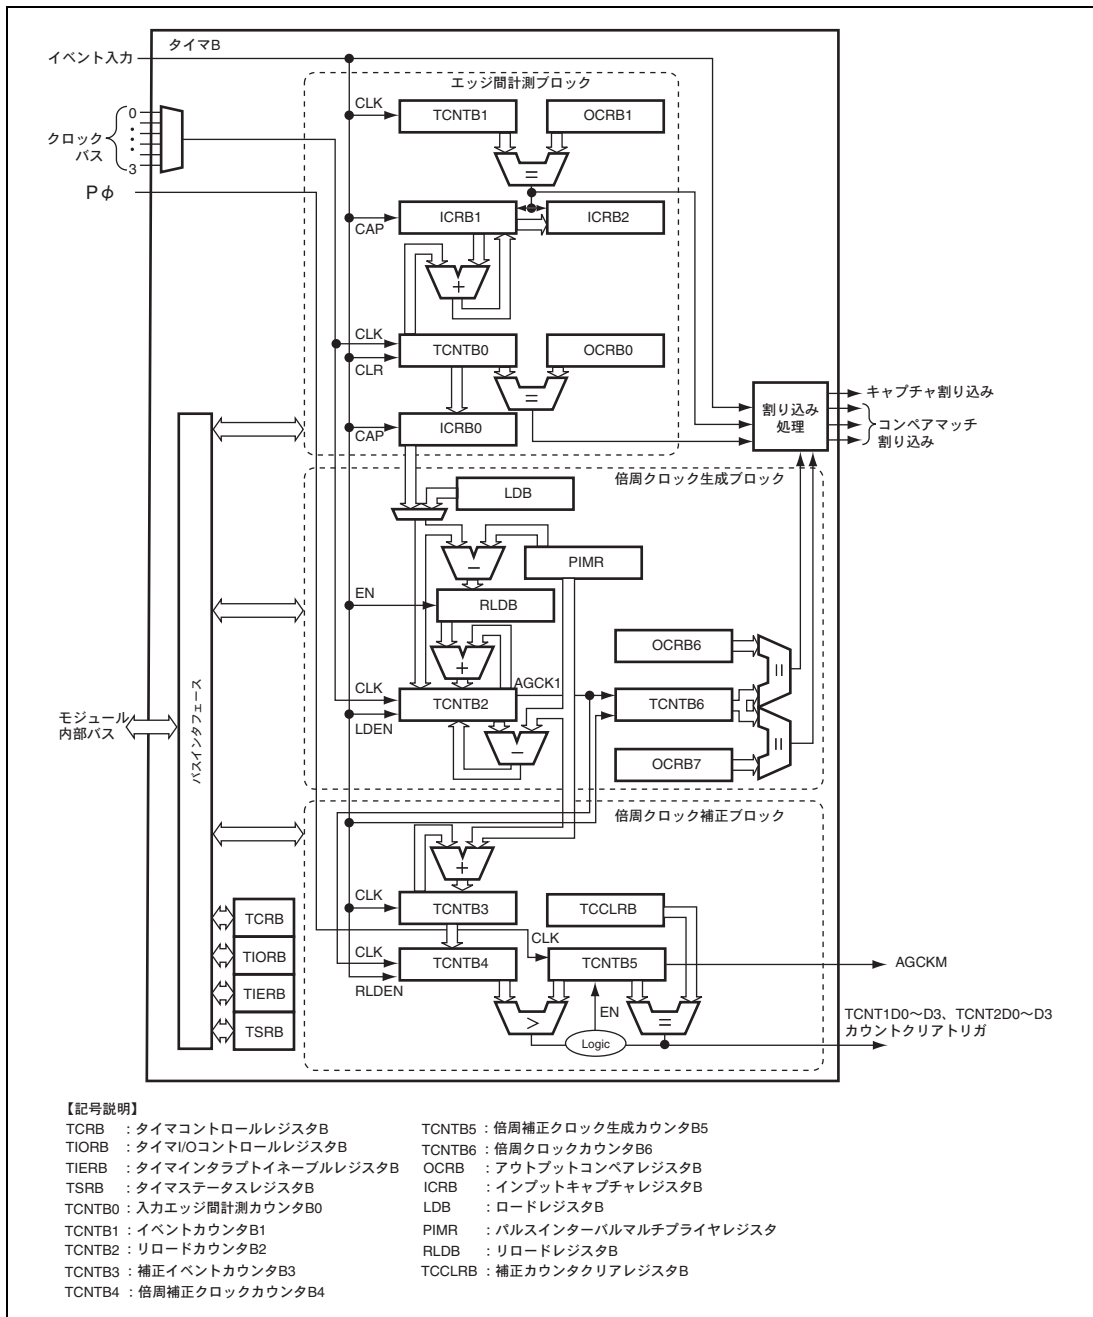 タイマB
イベント入力
エッジ間計測ブロック
CLK
TCNTB1
OCRB1
0
クロック
バス
3
=
Pφ
ICRB1
ICRB2
CAP
+
CLK
TCNTB0
OCRB0
CLR
=
ICRB0
CAP
割り込み
処理
キャプチャ割り込み
コンペアマッチ
割り込み
倍周クロック生成ブロック
LDB
PIMR
−
EN
RLDB
+
OCRB6
=
AGCK1
CLK
TCNTB2
TCNTB6
LDEN
−
OCRB7
=
モジュール
内部バス
バスインタフェース
倍周クロック補正ブロック
+
CLK
TCNTB3
TCCLRB
CLK
CLK
TCNTB4
TCNTB5
AGCKM
RLDEN
EN
>
=
Logic
TCNT1D0～D3、TCNT2D0～D3
カウントクリアトリガ
TCRB
TIORB
TIERB
TSRB
【記号説明】
TCRB :タイマコントロールレジスタB
TIORB :タイマI/OコントロールレジスタB
TIERB :タイマインタラプトイネーブルレジスタB
TSRB :タイマステータスレジスタB
TCNTB0 :入力エッジ間計測カウンタB0
TCNTB1 :イベントカウンタB1
TCNTB2 :リロードカウンタB2
TCNTB3 :補正イベントカウンタB3
TCNTB4 :倍周補正クロックカウンタB4
TCNTB5 :倍周補正クロック生成カウンタB5
TCNTB6 :倍周クロックカウンタB6
OCRB :アウトプットコンペアレジスタB
ICRB :インプットキャプチャレジスタB
LDB :ロードレジスタB
PIMR :パルスインターバルマルチプライヤレジスタ
RLDB :リロードレジスタB
TCCLRB :補正カウンタクリアレジスタB